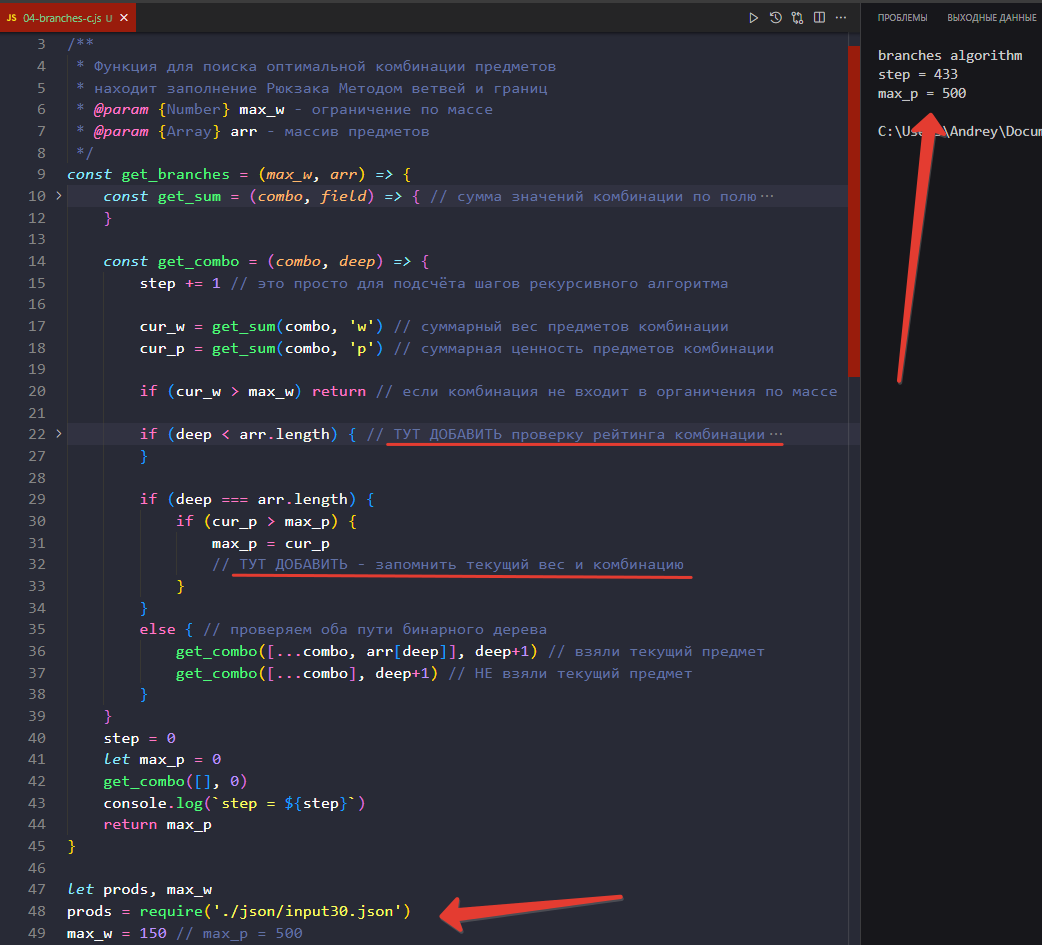 JS 04-branches-c.js U
3 /**
4 * Функция для поиска оптимальной комбинации предметов
5 * находит заполнение Рюкзака Методом ветвей и границ
6 * @param {Number} max_w - ограничение по массе
7 * @param {Array} arr - массив предметов
8 */
9 const get_branches = (max_w, arr) => {
10 const get_sum = (combo, field) => { // сумма значений комбинации по полю…
12 }
13
14 const get_combo = (combo, deep) => {
15 step += 1 // это просто для подсчёта шагов рекурсивного алгоритма
16
17 cur_w = get_sum(combo, 'w') // суммарный вес предметов комбинации
18 cur_p = get_sum(combo, 'p') // суммарная ценность предметов комбинации
19
20 if (cur_w > max_w) return // если комбинация не входит в органичения по массе
21
22 if (deep < arr.length) { // ТУТ ДОБАВИТЬ проверку рейтинга комбинации…
27 }
28
29 if (deep === arr.length) {
30 if (cur_p > max_p) {
31 max_p = cur_p
32 // ТУТ ДОБАВИТЬ - запомнить текущий вес и комбинацию
33 }
34 }
35 else { // проверяем оба пути бинарного дерева
36 get_combo([...combo, arr[deep]], deep+1) // взяли текущий предмет
37 get_combo([...combo], deep+1) // НЕ взяли текущий предмет
38 }
39 }
40 step = 0
41 let max_p = 0
42 get_combo([], 0)
43 console.log(`step = ${step}`)
44 return max_p
45 }
46
47 let prods, max_w
48 prods = require('./json/input30.json')
49 max_w = 150 // max_p = 500
ПРОБЛЕМЫ ВЫХОДНЫЕ ДАННЫЕ
branches algorithm
step = 433
max_p = 500
\Andrey\Docum